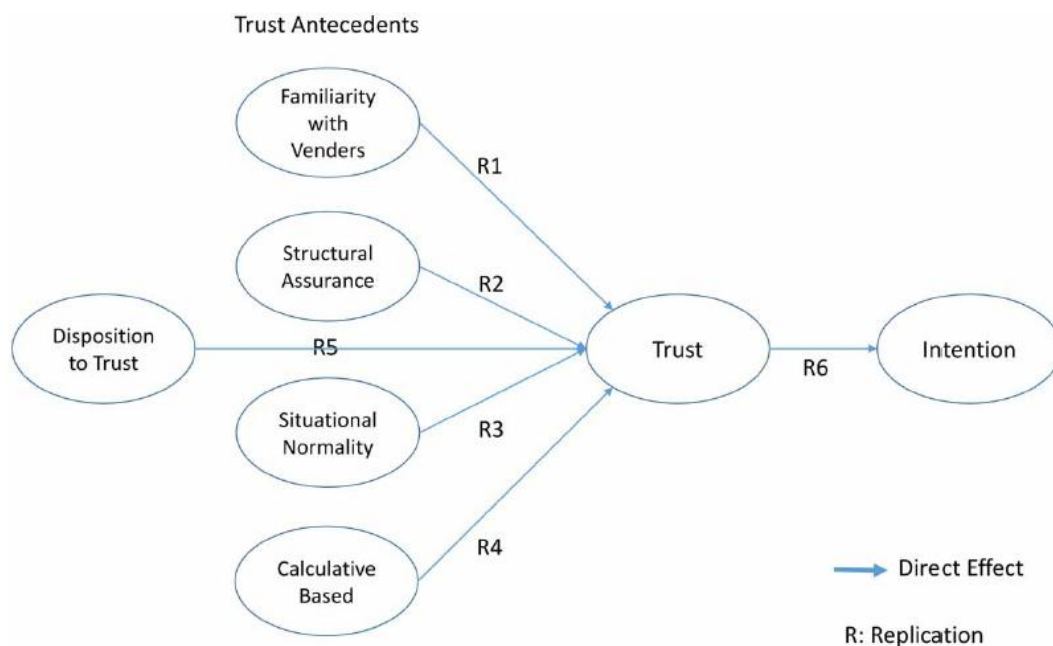 Trust Antecedents
Familiarity
with
Venders
R1
Structural
Assurance
R2
Disposition
to Trust
R5
Trust
R6
Intention
Situational
Normality
R3
Calculative
Based
R4
Direct Effect
R: Replication